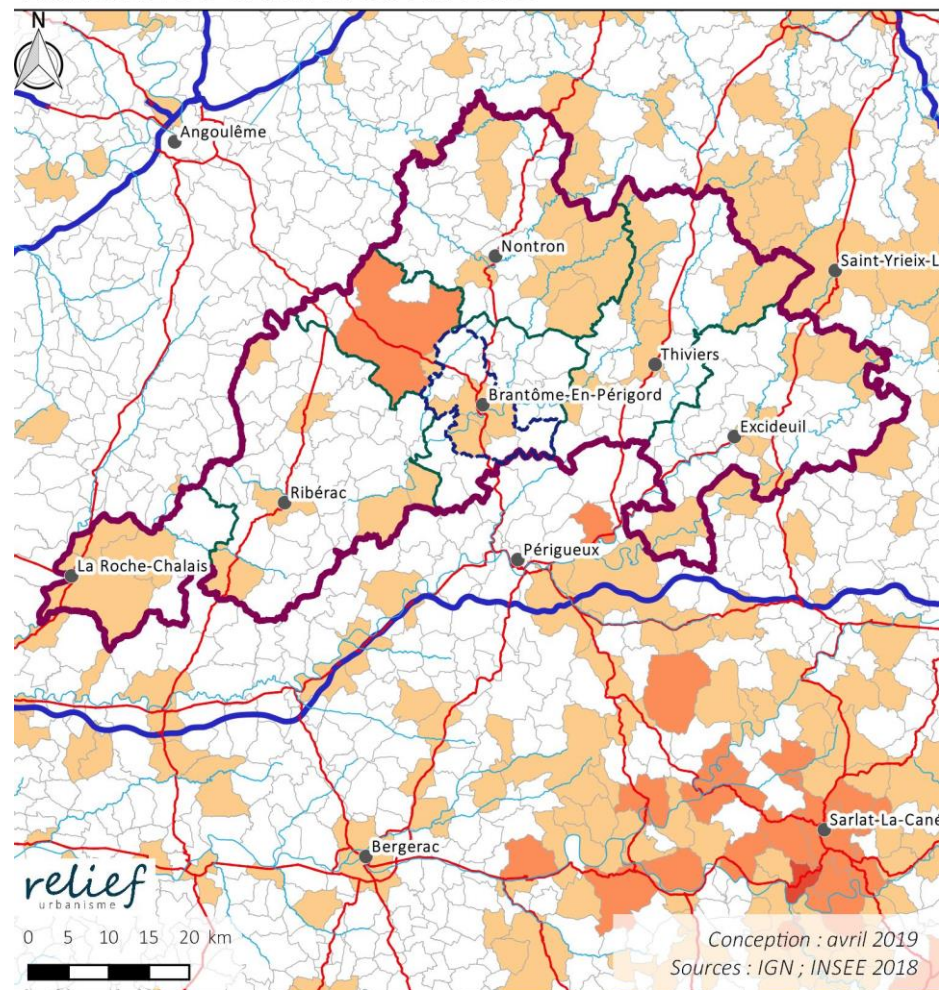 N
Angoulême
Nontron
Saint-Yrieix-L
Thiviers
Brantôme-En-Périgord
Excideuil
Ribérac
La Roche-Chalais
Périgueux
Sarlat-La-Cané
Bergerac
relief
urbanisme
0 5 10 15 20 km
Conception : avril 2019
Sources : IGN ; INSEE 2018